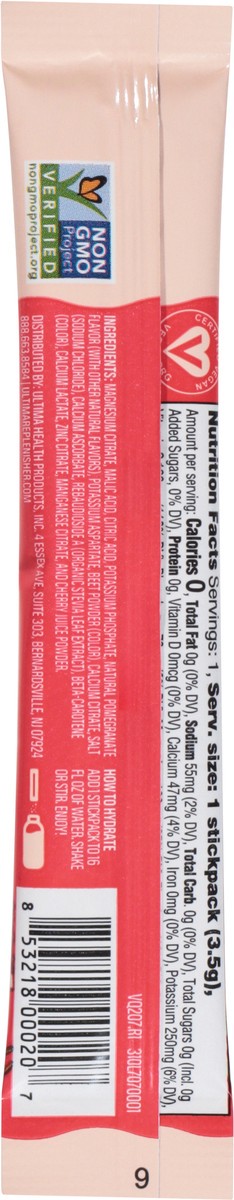 NON
GMO
Project
VERIFIED
nongmoproject.org
CERTIFIED VEGAN
Nutrition Facts Servings: 1, Serv. size: 1 stickpack (3.5g),
Amount per serving: Calories 0, Total Fat 0g (0% DV), Sodium 55mg (2% DV), Total Carb. 0g (0% DV), Total Sugars 0g (Incl. 0g
Added Sugars, 0% DV), Protein 0g, Vitamin D 0mcg (0% DV), Calcium 47mg (4% DV), Iron 0mg (0% DV), Potassium 250mg (6% DV),
INGREDIENTS: MAGNESIUM CITRATE, MALIC ACID, CITRIC ACID, POTASSIUM PHOSPHATE, NATURAL POMEGRANATE
FLAVOR (WITH OTHER NATURAL FLAVORS), POTASSIUM ASPARTATE, BEET POWDER (COLOR), CALCIUM CITRATE, SALT
(SODIUM CHLORIDE), CALCIUM ASCORBATE, REBAUDIOSIDE A (ORGANIC STEVIA LEAF EXTRACT), BETA-CAROTENE
(COLOR), CALCIUM LACTATE, ZINC CITRATE, MANGANESE CITRATE, AND CHERRY JUICE POWDER.
DISTRIBUTED BY: ULTIMA HEALTH PRODUCTS, INC. 4 ESSEX AVE, SUITE 303, BERNARDSVILLE, NJ 07924
888.663.8584 | ULTIMAREPLENISHER.COM
HOW TO HYDRATE
ADD 1 STICKPACK TO 16
FL OZ OF WATER. SHAKE
OR STIR. ENJOY!
VQ207.R1 310L7070001
8 53218 00020 7
9